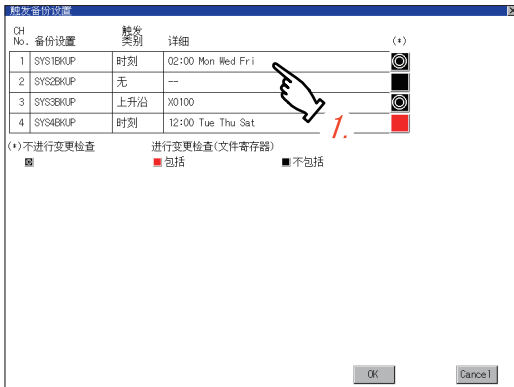 触发备份设置
CH No. 备份设置 触发类别 详细 (*)
1 SYS1BKUP 时刻 02:00 Mon Wed Fri
2 SYS2BKUP 无 --
3 SYS3BKUP 上升沿 X0100
4 SYS4BKUP 时刻 12:00 Tue Thu Sat
1.
(*)不进行变更检查 进行变更检查(文件寄存器)
包括 不包括
OK Cancel